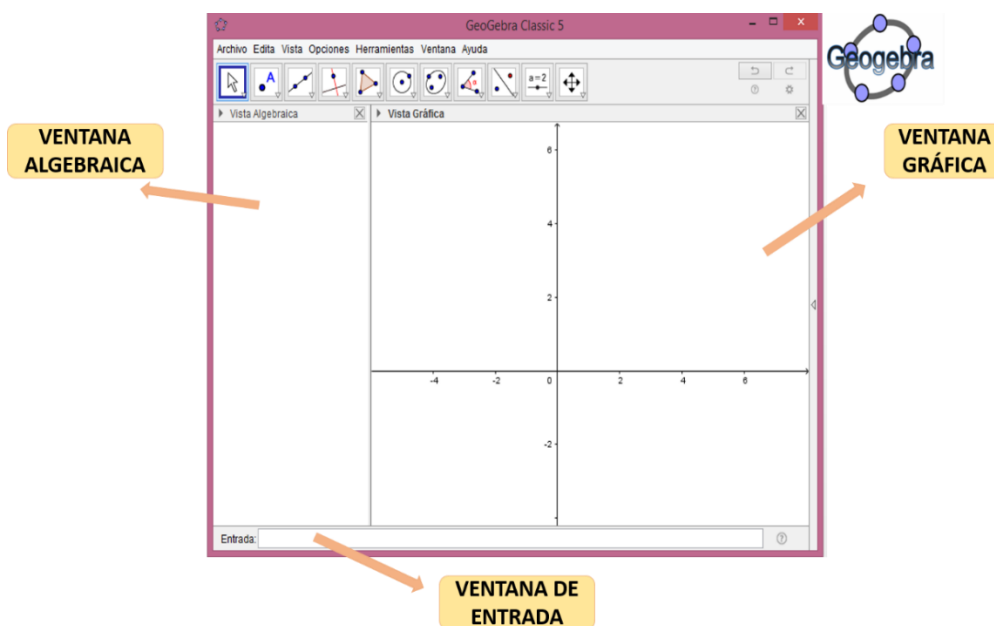 GeoGebra Classic 5
Archivo Edita Vista Opciones Herramientas Ventana Ayuda
A
α
a=2
Geogebra
Vista Algebraica
Vista Gráfica
VENTANA
ALGEBRAICA
VENTANA
GRÁFICA
6
4
2
-4 -2 0 2 4 6
-2
Entrada:
VENTANA DE
ENTRADA